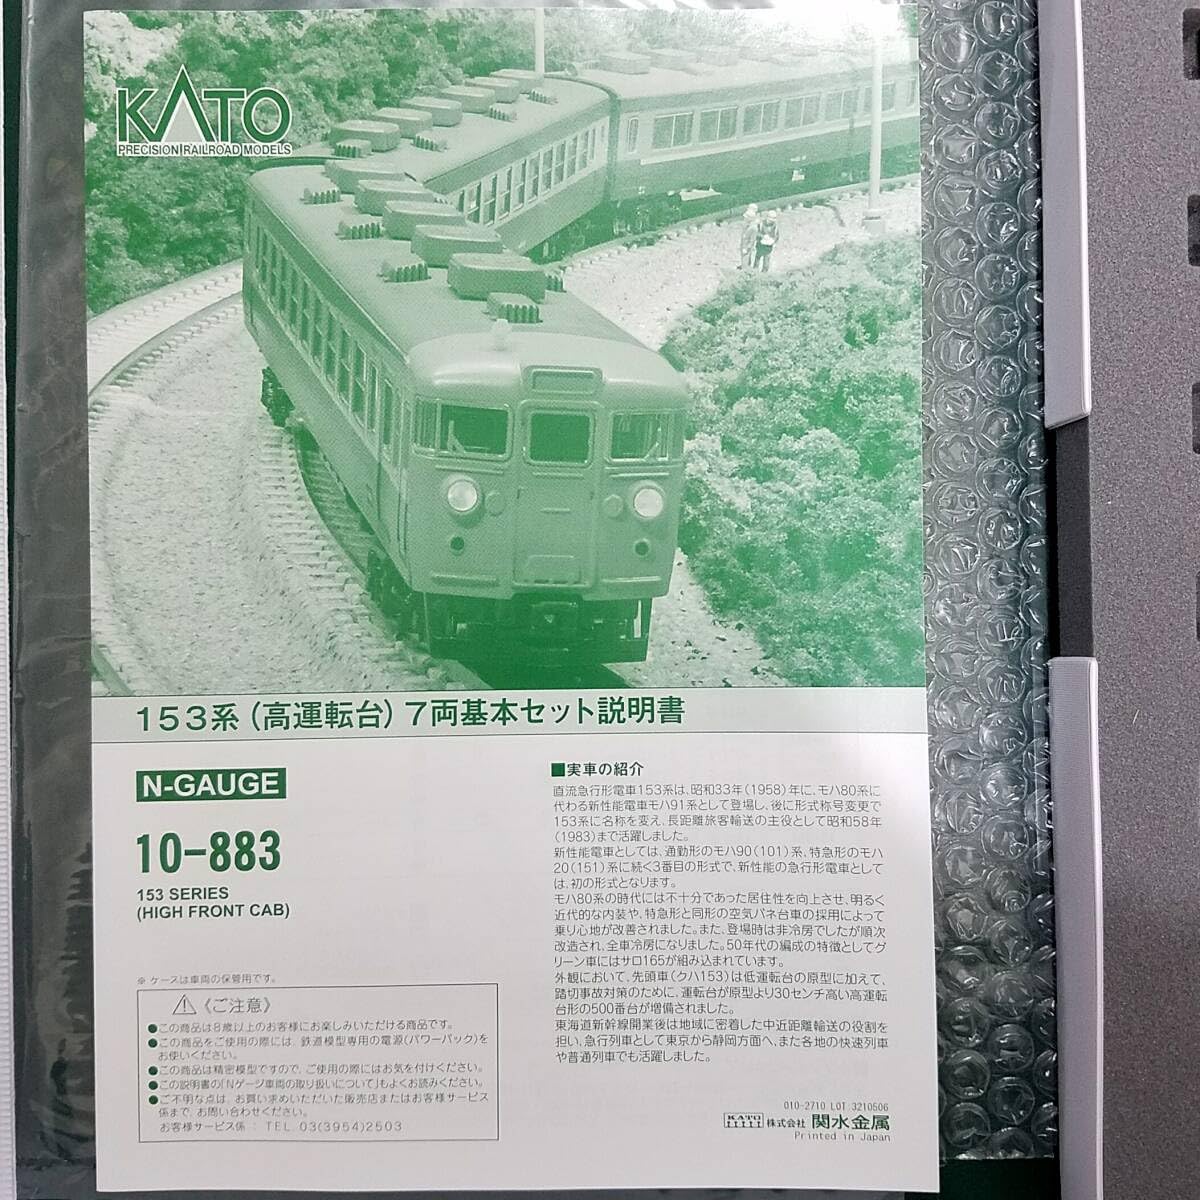 KATO
PRECISION RAILROAD MODELS
153系(高運転台)7両基本セット説明書
N-GAUGE
10-883
153 SERIES
(HIGH FRONT CAB)
※ ケースは車両の保管用です。
⚠《ご注意》
●この商品は8歳以上のお客様にお楽しみいただける商品です。
●この商品をご使用の際には、鉄道模型専用の電源(パワーパック)を
お使いください。
●この商品は精密模型ですので、ご使用の際にはお気を付けください。
●この説明書の「Nゲージ車両の取り扱いについて」もよくお読みください。
●ご不明な点は、お買い求めいただいた販売店またはお客様サービス
係まで、お問い合わせください。
お客様サービス係：TEL 03(3954)2503
■実車の紹介
直流急行形電車153系は、昭和33年(1958)年に、モハ80系に
代わる新性能電車モハ91系として登場し、後に形式称号変更で
153系に名称を変え、長距離旅客輸送の主役として昭和58年
(1983)まで活躍しました。
新性能電車としては、通勤形のモハ90(101)系、特急形のモハ
20(151)系に続く3番目の形式で、新性能の急行形電車として
は、初の形式となります。
モハ80系の時代には不十分であった居住性を向上させ、明るく
近代的な内装や、特急形と同形の空気バネ台車の採用によって
乗り心地が改善されました。また、登場時は非冷房でしたが順次
改造され、全車冷房になりました。50年代の編成の特徴としてグ
リーン車にはサロ165が組み込まれています。
外観において、先頭車(クハ153)は低運転台の原型に加えて、
踏切事故対策のために、運転台が原型より30センチ高い高運転
台形の500番台が増備されました。
東海道新幹線開業後は地域に密着した中近距離輸送の役割を
担い、急行列車として東京から静岡方面へ、また各地の快速列車
や普通列車でも活躍しました。
010-2710 LOT 3210506
KATO 株式会社 関水金属
Printed in Japan